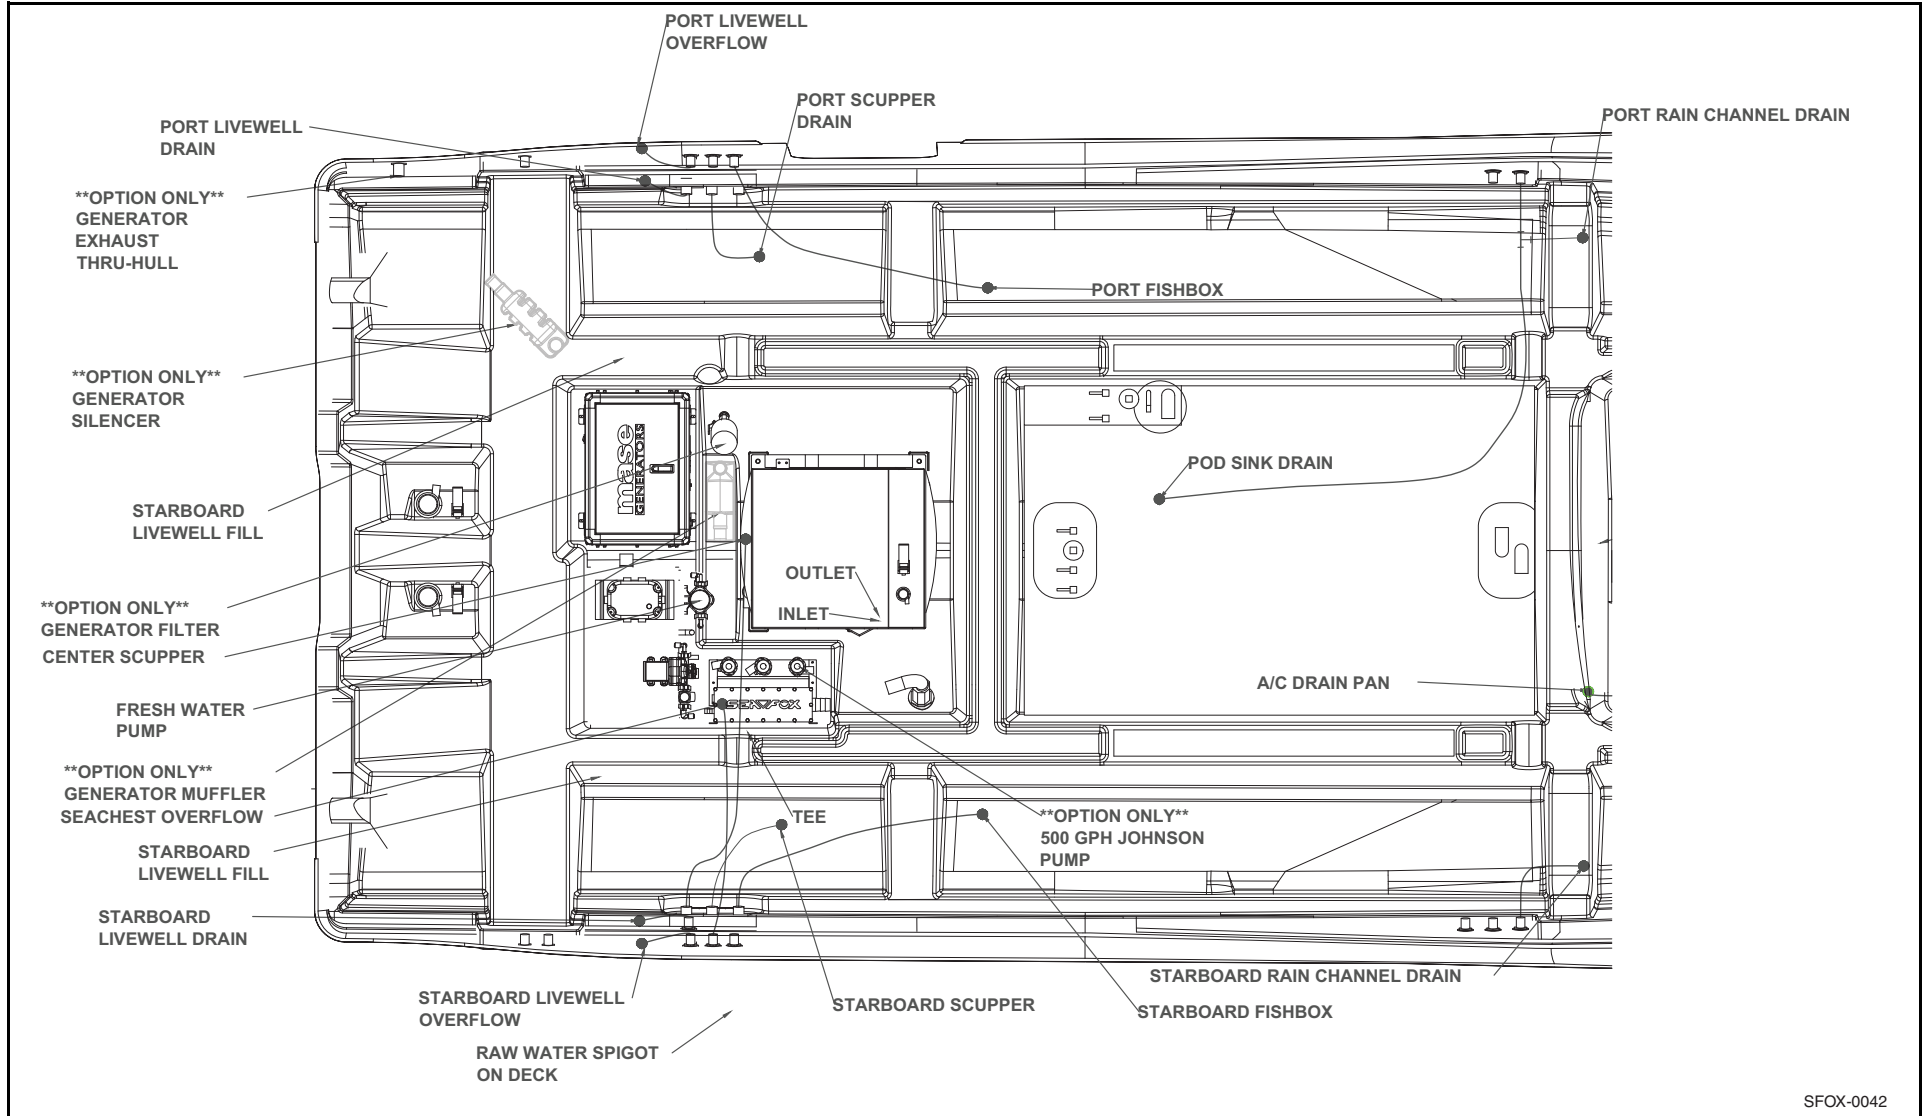 PORT LIVEWELL
OVERFLOW
PORT SCUPPER
DRAIN
PORT RAIN CHANNEL DRAIN
PORT LIVEWELL
DRAIN
**OPTION ONLY**
GENERATOR
EXHAUST
THRU-HULL
PORT FISHBOX
**OPTION ONLY**
GENERATOR
SILENCER
mase
GENERATORS
POD SINK DRAIN
STARBOARD
LIVEWELL FILL
OUTLET
INLET
**OPTION ONLY**
GENERATOR FILTER
CENTER SCUPPER
A/C DRAIN PAN
FRESH WATER
PUMP
SEAVFOX
**OPTION ONLY**
GENERATOR MUFFLER
SEACHEST OVERFLOW
TEE
**OPTION ONLY**
500 GPH JOHNSON
PUMP
STARBOARD
LIVEWELL FILL
STARBOARD
LIVEWELL DRAIN
STARBOARD RAIN CHANNEL DRAIN
STARBOARD LIVEWELL
OVERFLOW
STARBOARD SCUPPER
STARBOARD FISHBOX
RAW WATER SPIGOT
ON DECK
SFOX-0042